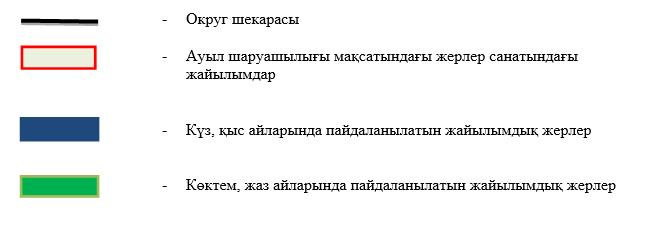 - Округ шекарасы
- Ауыл шаруашылығы мақсатындағы жерлер санатындағы
жайылымдар
- Күз, қыс айларында пайдаланылатын жайылымдық жерлер
- Көктем, жаз айларында пайдаланылатын жайылымдық жерлер